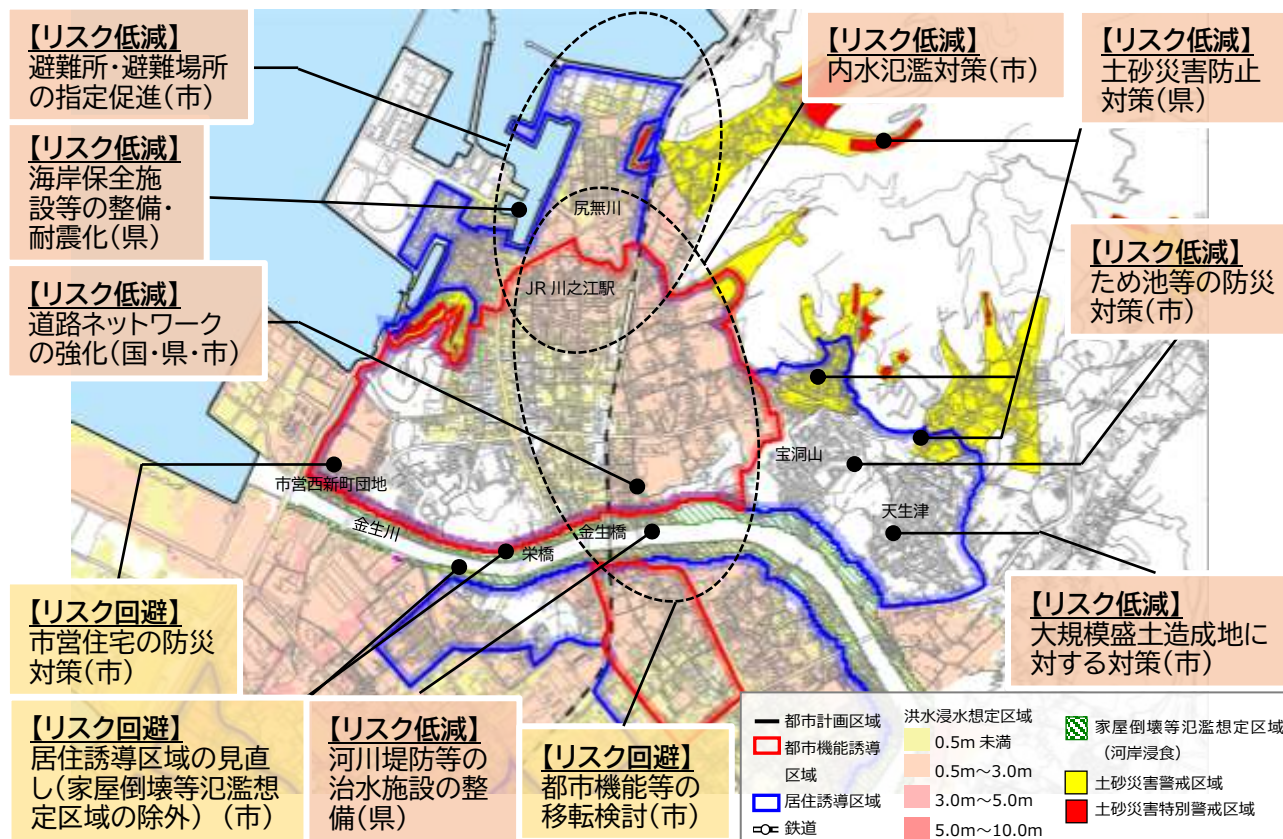 【リスク低減】
避難所・避難場所
の指定促進(市)
【リスク低減】
海岸保全施
設等の整備・
耐震化(県)
【リスク低減】
道路ネットワーク
の強化(国・県・市)
【リスク低減】
内水氾濫対策(市)
【リスク低減】
土砂災害防止
対策(県)
【リスク低減】
ため池等の防災
対策(市)
尻無川
JR 川之江駅
宝洞山
天生津
市営西新町団地
金生川
栄橋
金生橋
【リスク回避】
市営住宅の防災
対策(市)
【リスク低減】
大規模盛土造成地に
対する対策(市)
【リスク回避】
居住誘導区域の見直
し(家屋倒壊等氾濫想
定区域の除外) (市)
【リスク低減】
河川堤防等の
治水施設の整
備(県)
【リスク回避】
都市機能等の
移転検討(市)
都市計画区域
都市機能誘導
区域
居住誘導区域
鉄道
洪水浸水想定区域
0.5m 未満
0.5m～3.0m
3.0m～5.0m
5.0m～10.0m
家屋倒壊等氾濫想定区域
(河岸浸食)
土砂災害警戒区域
土砂災害特別警戒区域